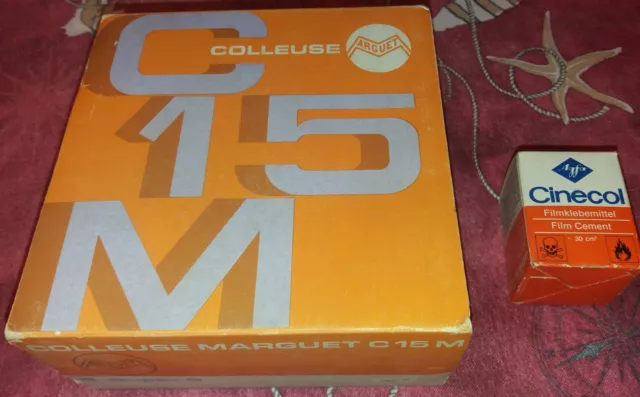 COLLEUSE MARGUET
C
15
M
COLLEUSE MARGUET C 15 M
Agfa
Cinecol
Filmklebemittel
Film Cement
30 cm³